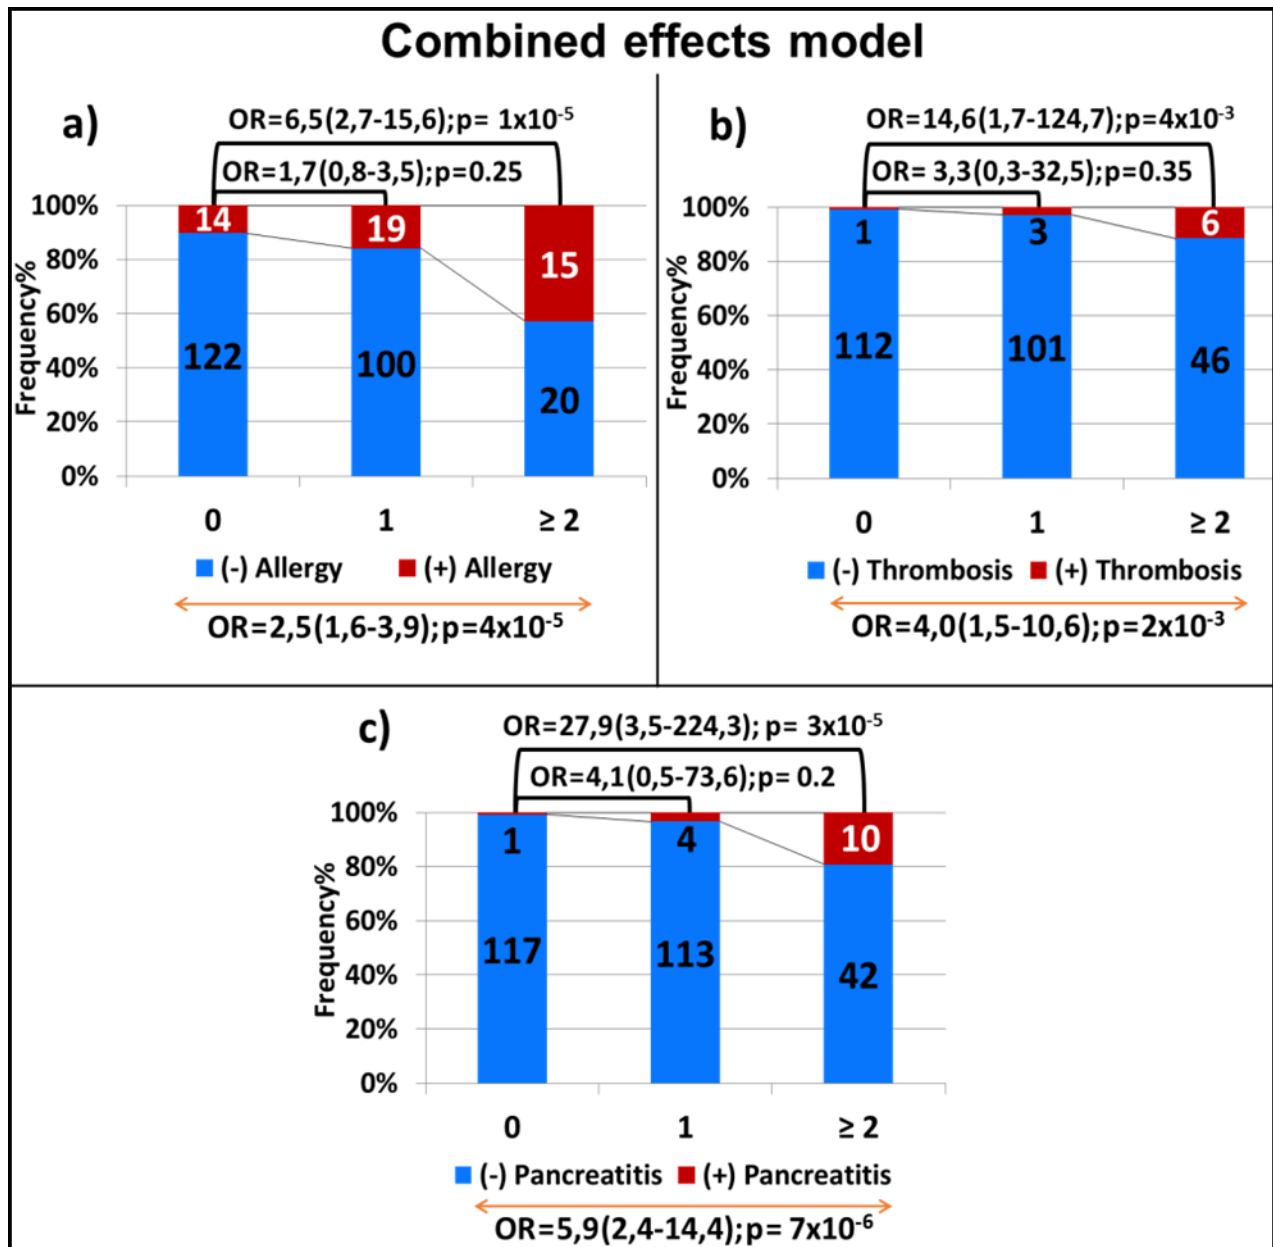 Combined effects model
a)
OR=6,5(2,7-15,6);p= 1x10⁻⁵
OR=1,7(0,8-3,5);p=0.25
Frequency%
100%
80%
60%
40%
20%
0%
14
19
15
122
100
20
0
1
≥ 2
(-) Allergy
(+) Allergy
OR=2,5(1,6-3,9);p=4x10⁻⁵
b)
OR=14,6(1,7-124,7);p=4x10⁻³
OR= 3,3(0,3-32,5);p=0.35
Frequency%
100%
80%
60%
40%
20%
0%
1
3
6
112
101
46
0
1
≥ 2
(-) Thrombosis
(+) Thrombosis
OR=4,0(1,5-10,6);p=2x10⁻³
c)
OR=27,9(3,5-224,3); p= 3x10⁻⁵
OR=4,1(0,5-73,6);p= 0.2
Frequency%
100%
80%
60%
40%
20%
0%
1
4
10
117
113
42
0
1
≥ 2
(-) Pancreatitis
(+) Pancreatitis
OR=5,9(2,4-14,4);p= 7x10⁻⁶